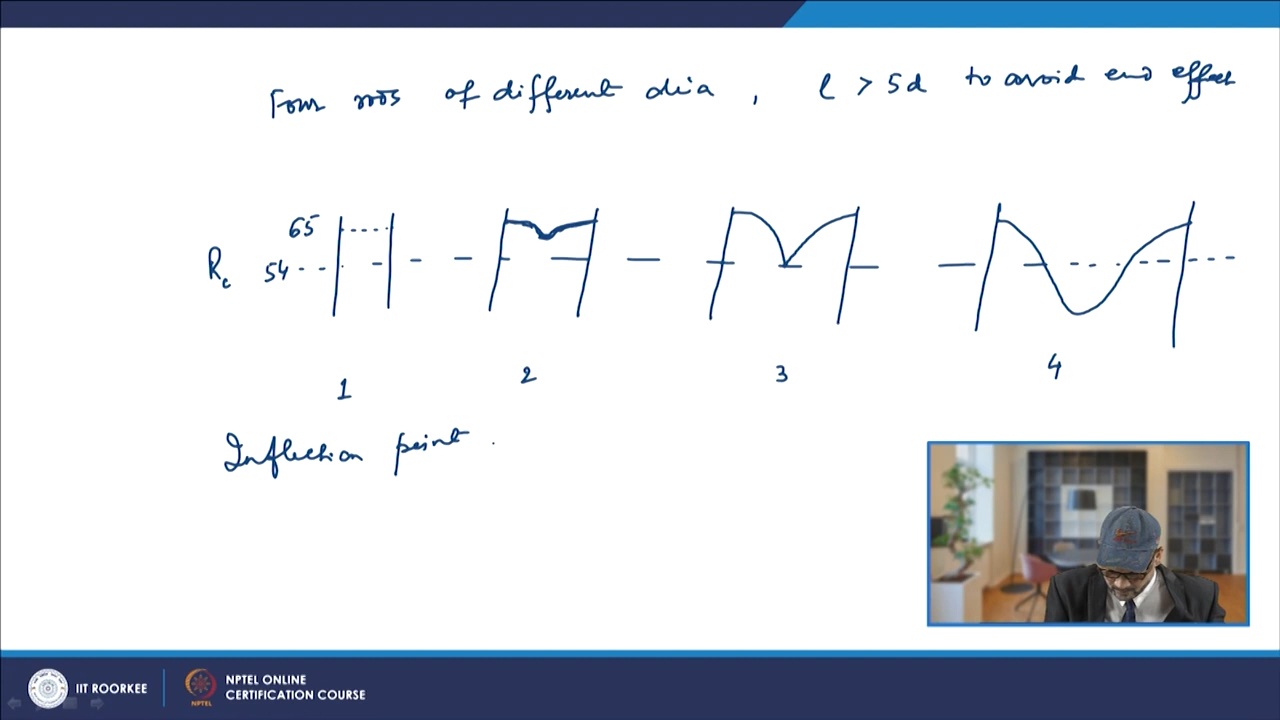 Four rods of different dia , l > 5d to avoid end effect
65
Rc 54
1 2 3 4
Inflection point .
IIT ROORKEE
NPTEL ONLINE
CERTIFICATION COURSE
NPTEL